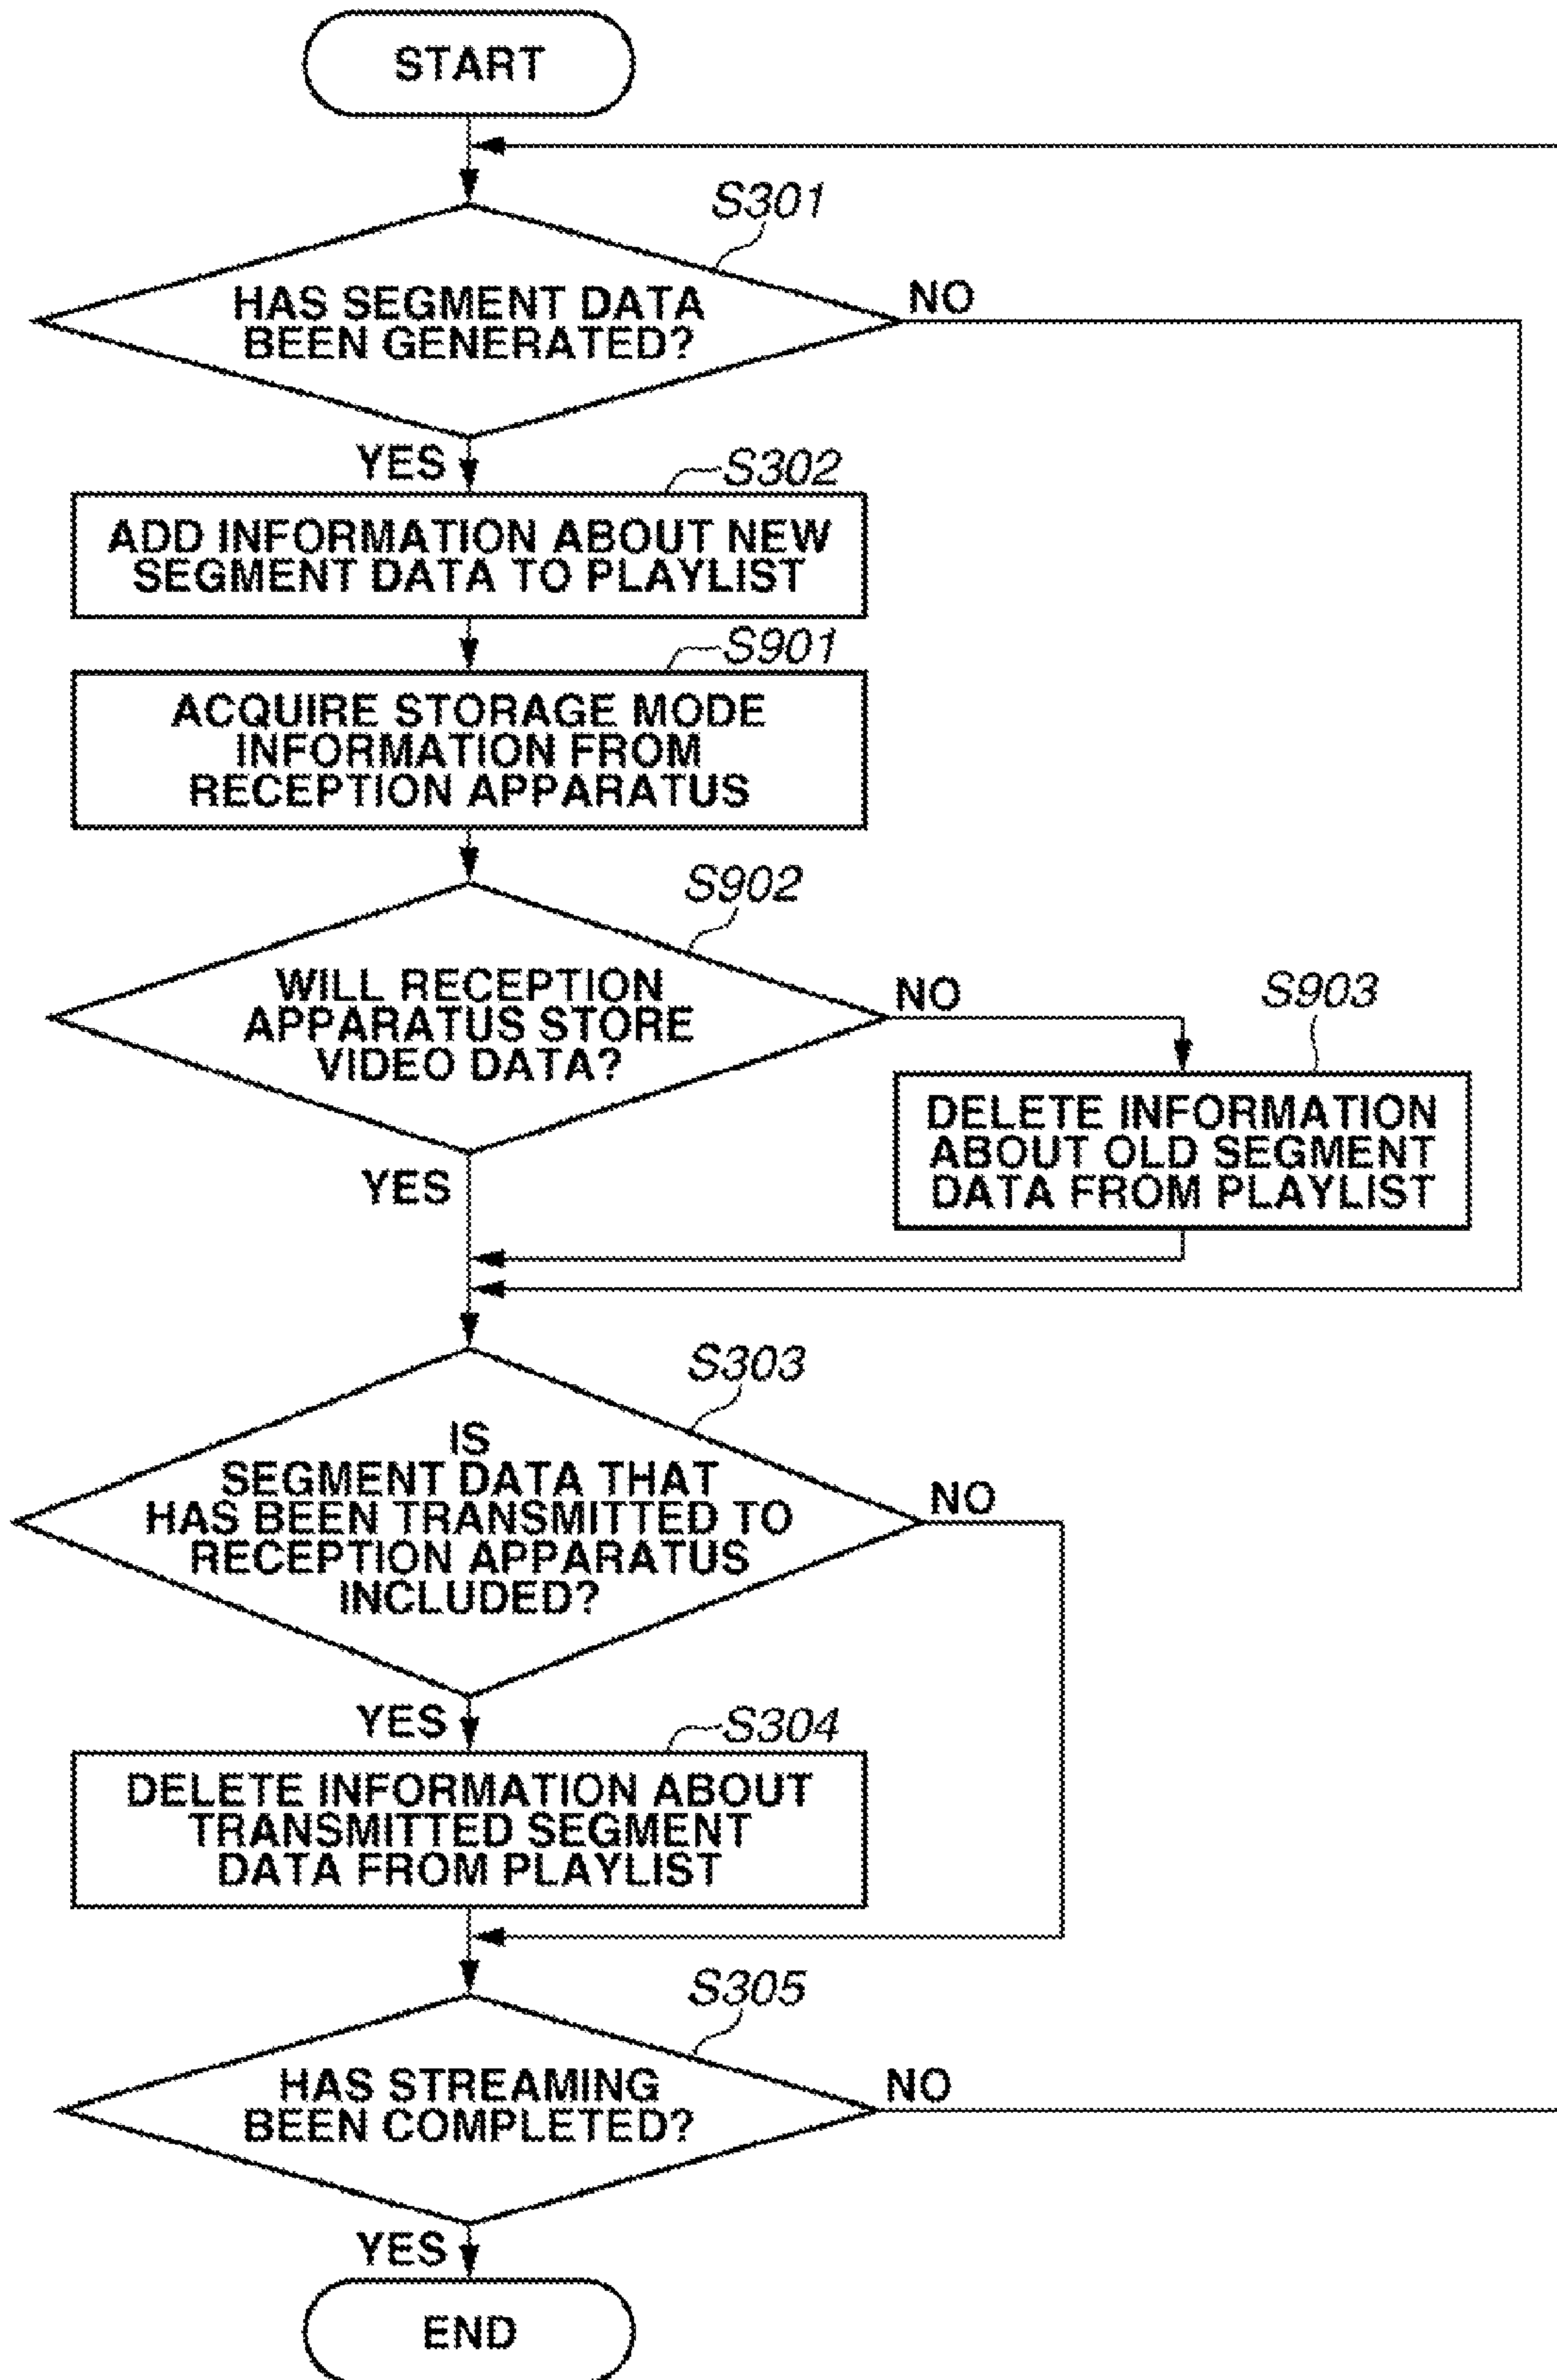 START
S301
HAS SEGMENT DATA
BEEN GENERATED?
NO
YES
S302
ADD INFORMATION ABOUT NEW
SEGMENT DATA TO PLAYLIST
S901
ACQUIRE STORAGE MODE
INFORMATION FROM
RECEPTION APPARATUS
S902
WILL RECEPTION
APPARATUS STORE
VIDEO DATA?
NO
S903
DELETE INFORMATION
ABOUT OLD SEGMENT
DATA FROM PLAYLIST
YES
S303
IS
SEGMENT DATA THAT
HAS BEEN TRANSMITTED TO
RECEPTION APPARATUS
INCLUDED?
NO
YES
S304
DELETE INFORMATION ABOUT
TRANSMITTED SEGMENT
DATA FROM PLAYLIST
S305
HAS STREAMING
BEEN COMPLETED?
NO
YES
END